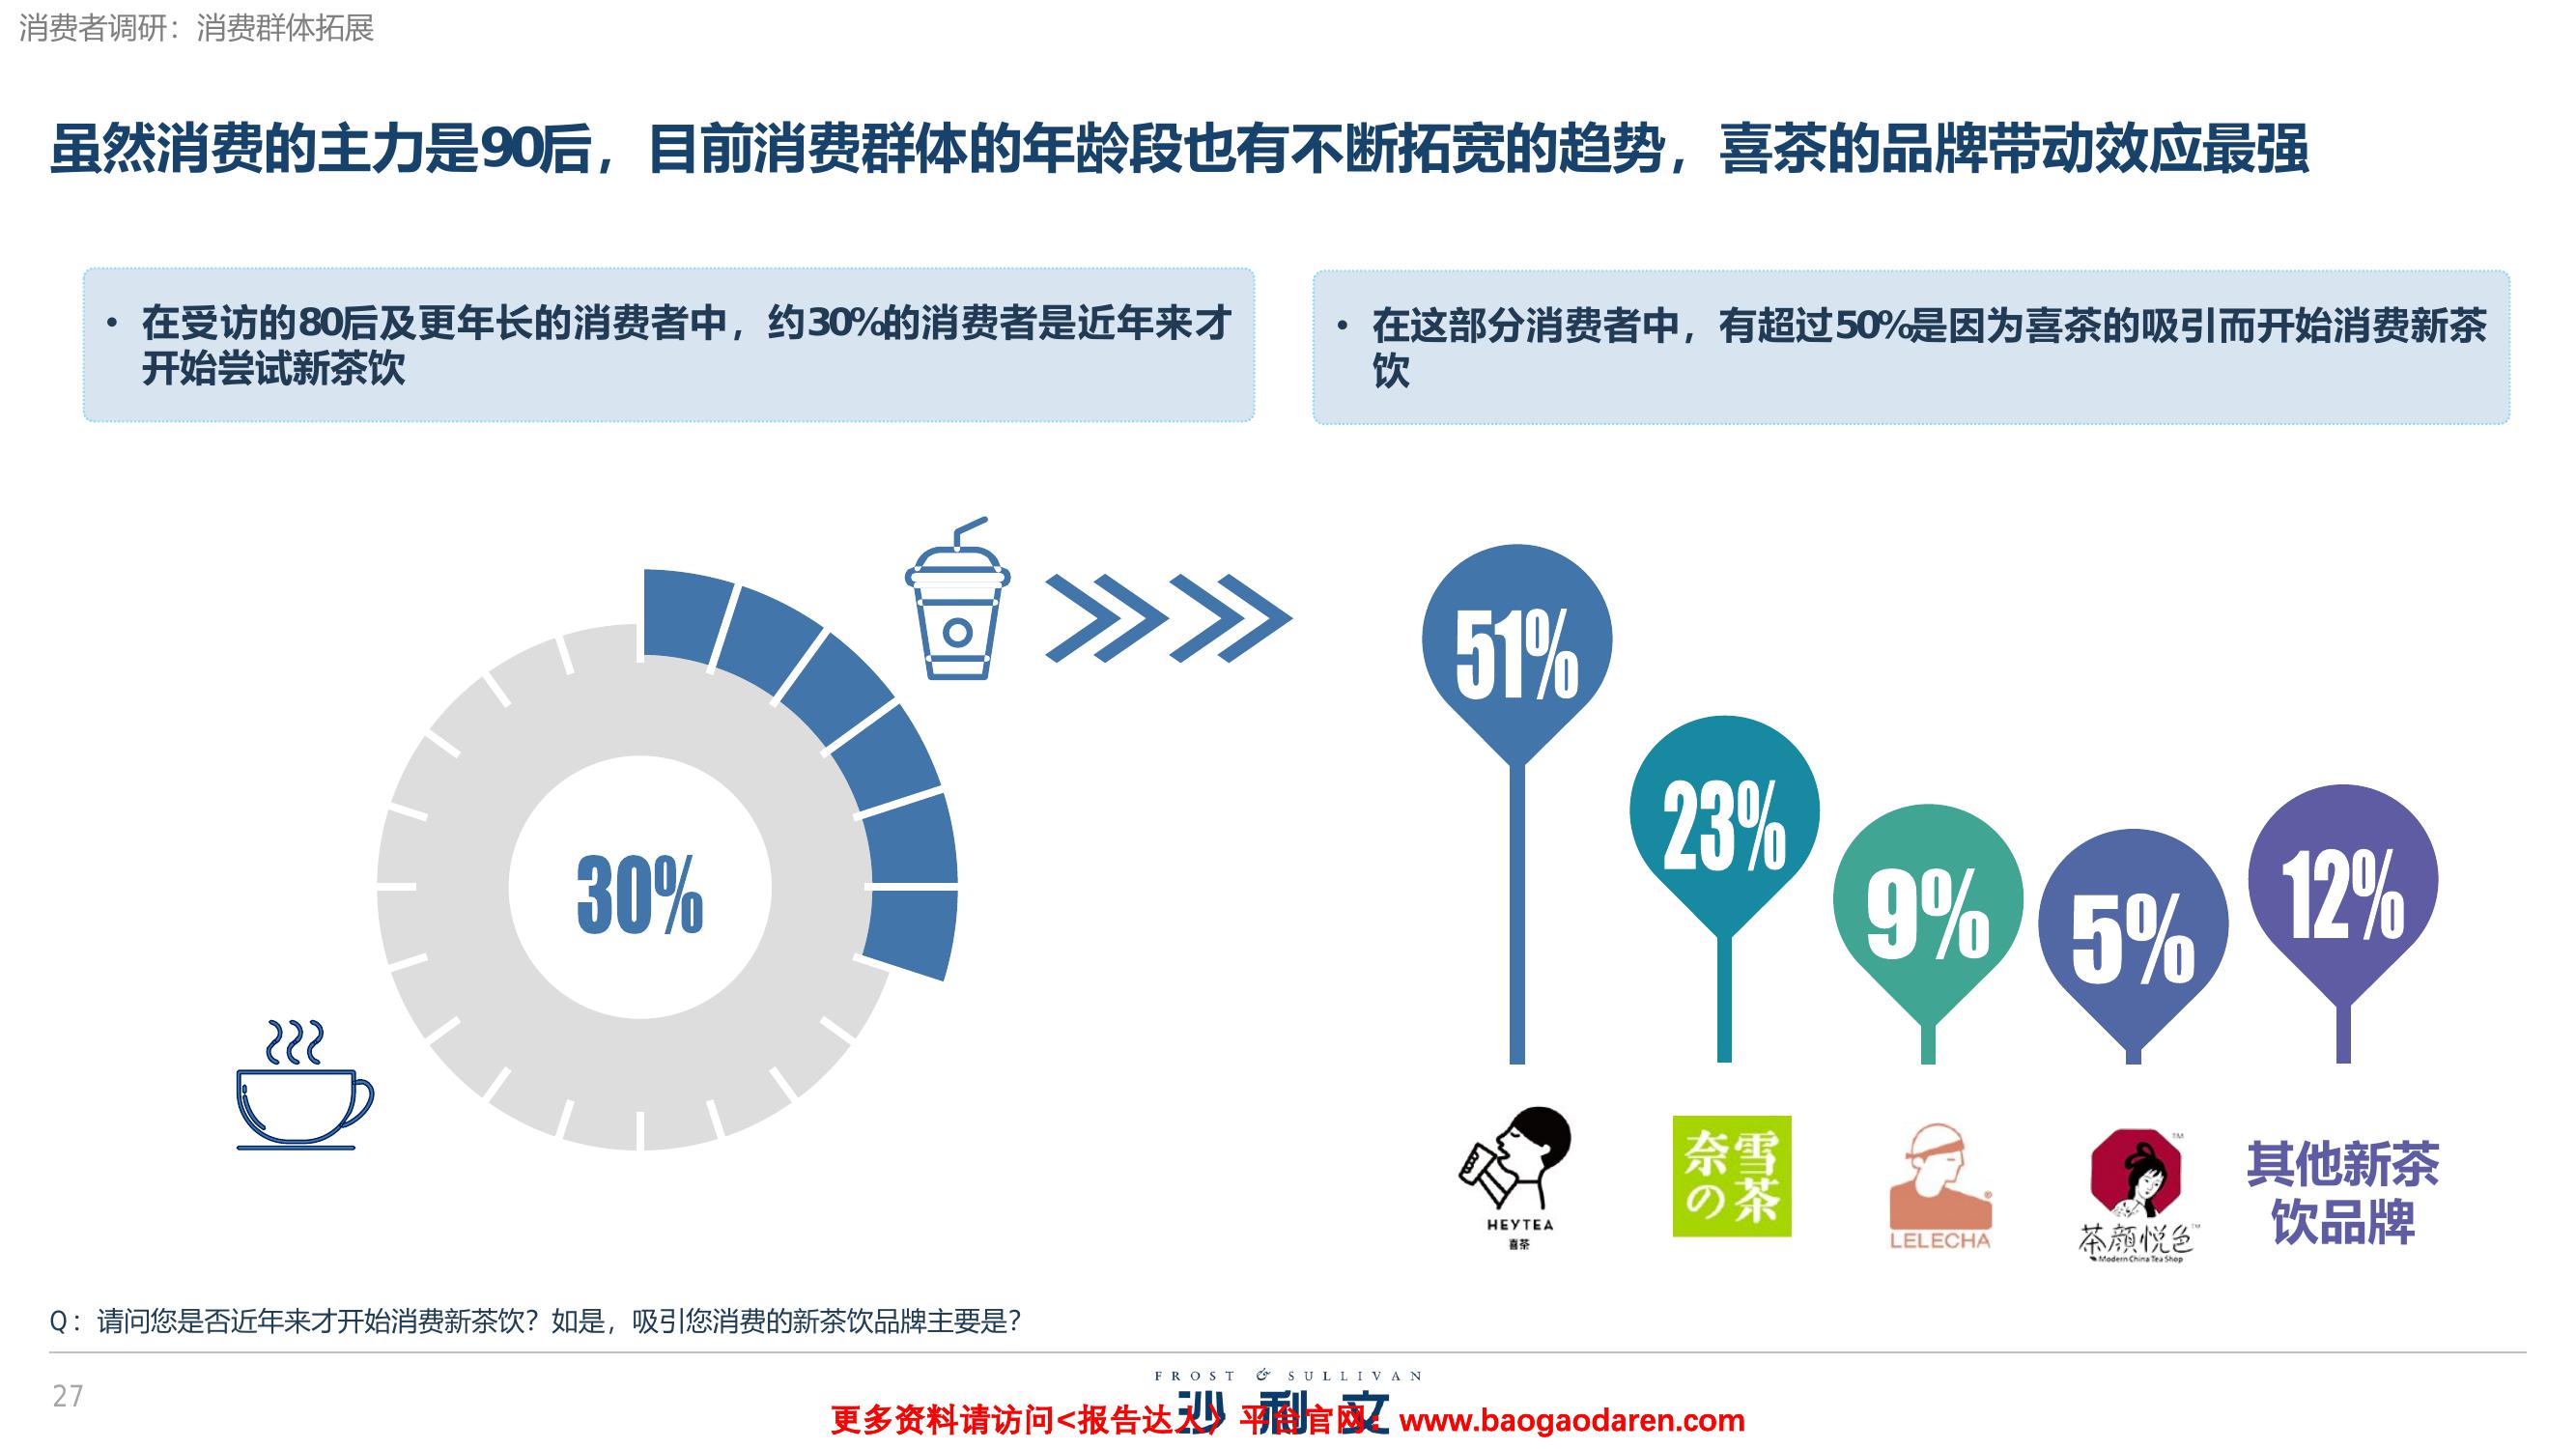 消费者调研：消费群体拓展
虽然消费的主力是90后，目前消费群体的年龄段也有不断拓宽的趋势，喜茶的品牌带动效应最强
• 在受访的80后及更年长的消费者中，约30%的消费者是近年来才
开始尝试新茶饮
• 在这部分消费者中，有超过50%是因为喜茶的吸引而开始消费新茶
饮
30%
51%
23%
9%
5%
12%
HEYTEA
喜茶
奈雪
の茶
LELECHA
®
茶颜悦色
TM
TM
Modern China Tea Shop
其他新茶
饮品牌
Q：请问您是否近年来才开始消费新茶饮？如是，吸引您消费的新茶饮品牌主要是？
27
FROST & SULLIVAN
沙利文
更多资料请访问<报告达人>平台官网：www.baogaodaren.com